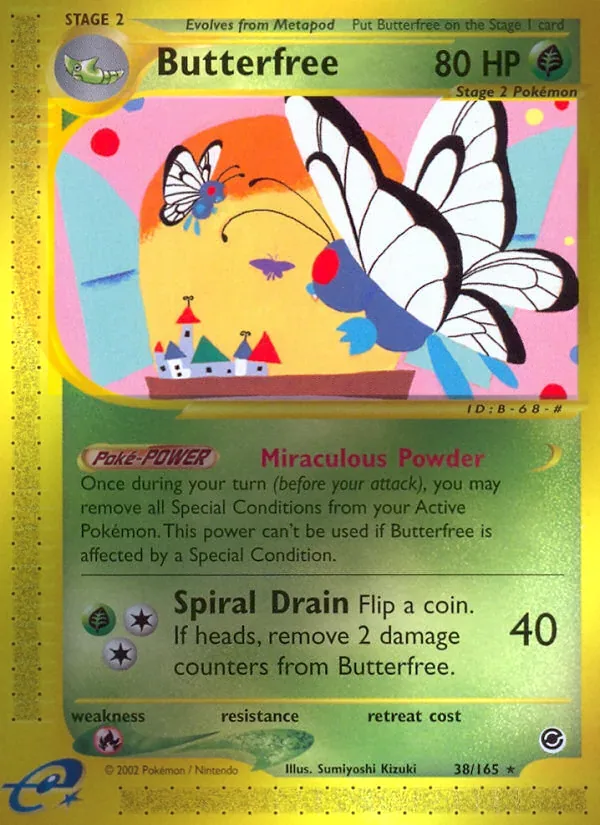 STAGE 2
Evolves from Metapod Put Butterfree on the Stage 1 card
Butterfree 80 HP
Stage 2 Pokémon
ID:B-68-#
Poké-POWER Miraculous Powder
Once during your turn (before your attack), you may
remove all Special Conditions from your Active
Pokémon. This power can't be used if Butterfree is
affected by a Special Condition.
Spiral Drain Flip a coin.
If heads, remove 2 damage
counters from Butterfree.
40
weakness resistance retreat cost
© 2002 Pokémon / Nintendo Illus. Sumiyoshi Kizuki 38/165 ★
e